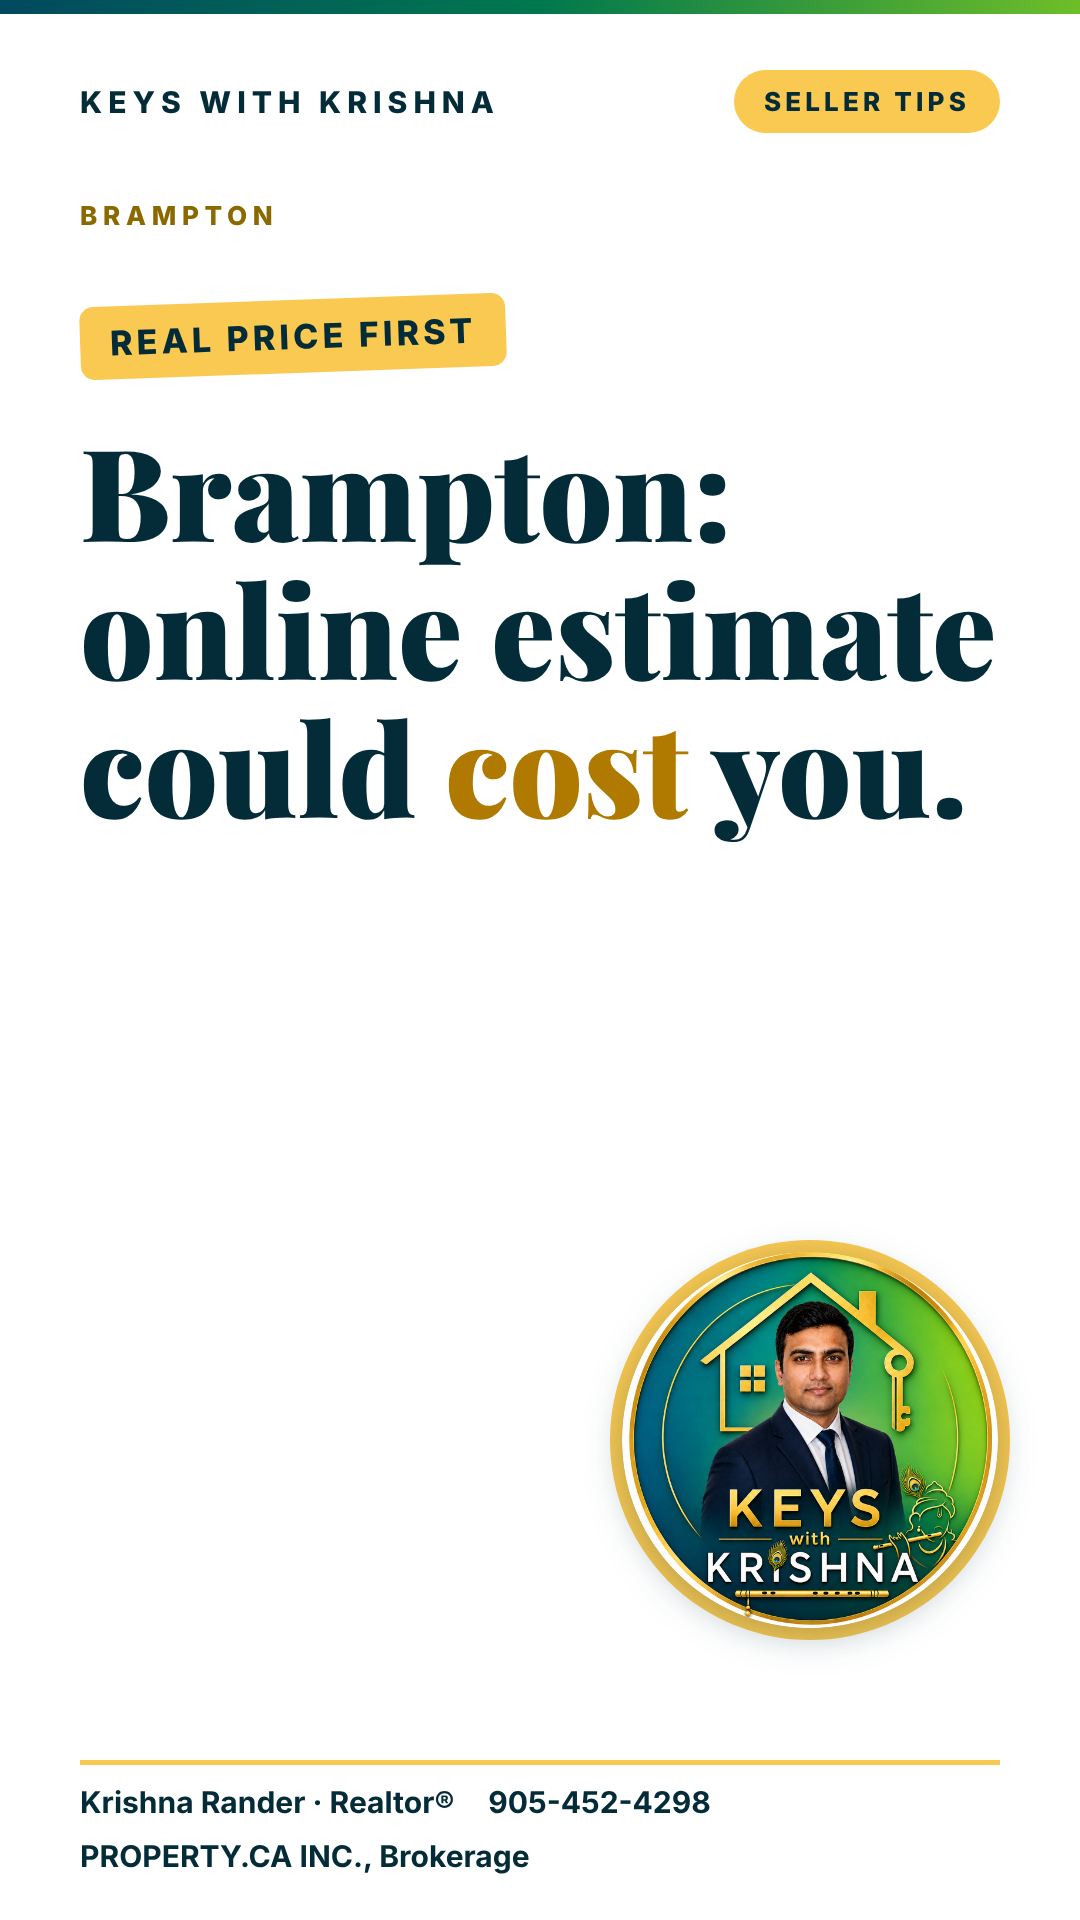 KEYS WITH KRISHNA
SELLER TIPS
BRAMPTON
REAL PRICE FIRST
Brampton:
online estimate
could cost you.
KEYS
with
KRISHNA
Krishna Rander · Realtor® 905-452-4298
PROPERTY.CA INC., Brokerage